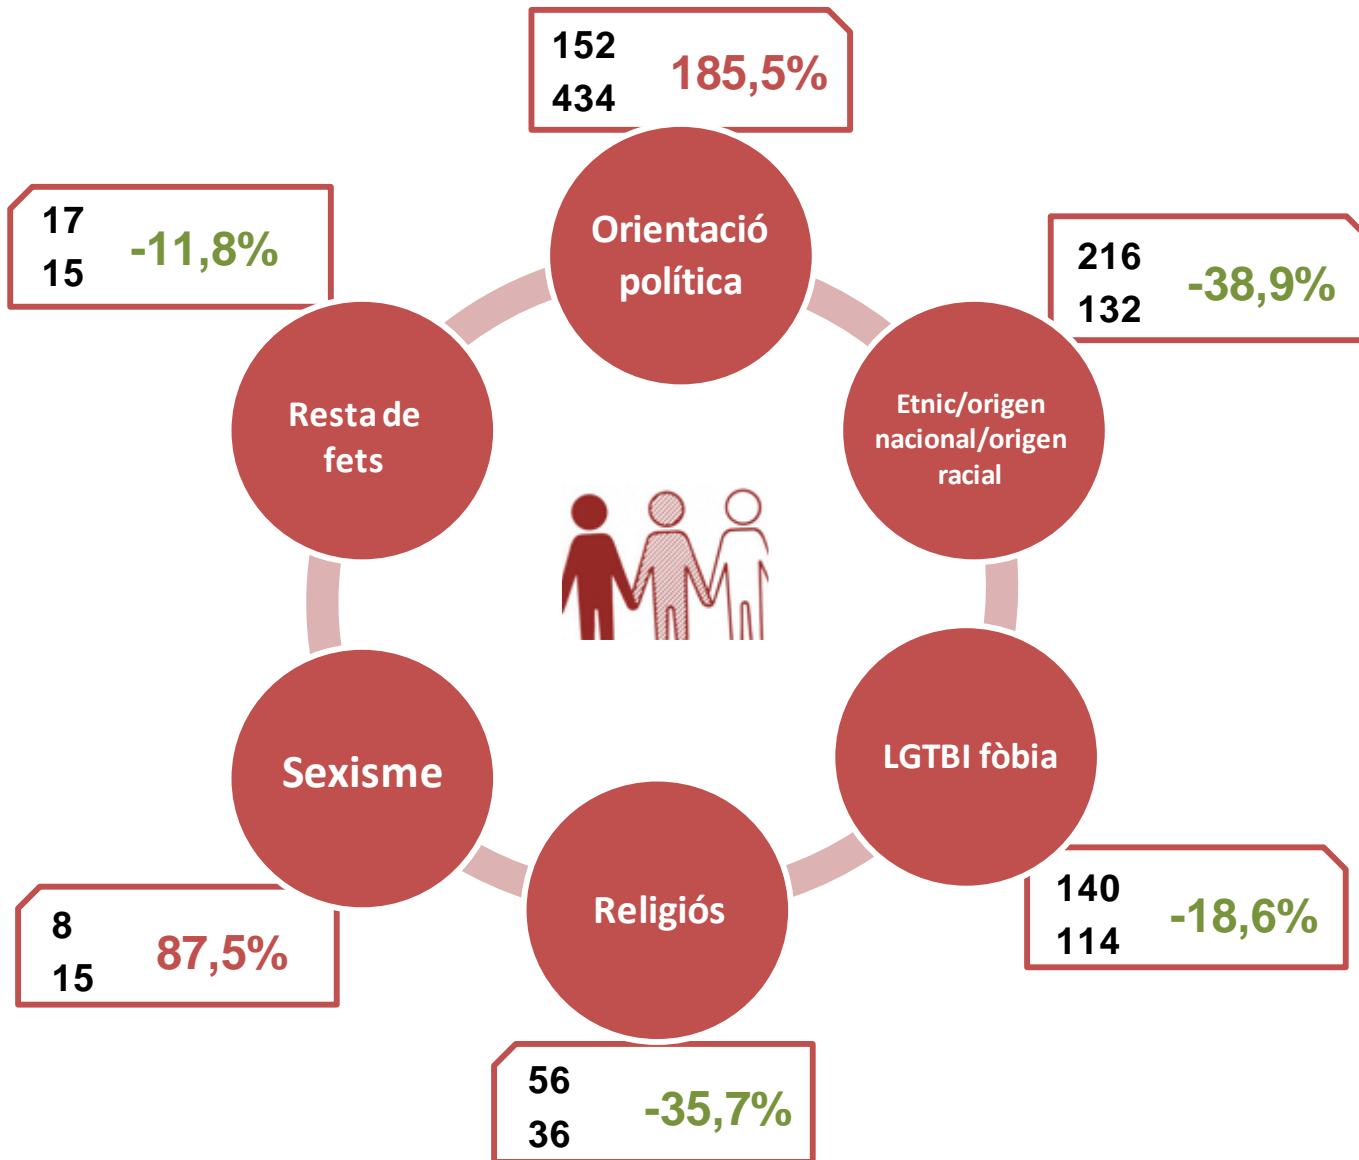 152
434
185,5%
Orientació
política
216
132
-38,9%
Etnic/origen
nacional/origen
racial
LGTBI fòbia
140
114
-18,6%
Religiós
56
36
-35,7%
Sexisme
8
15
87,5%
Resta de
fets
17
15
-11,8%